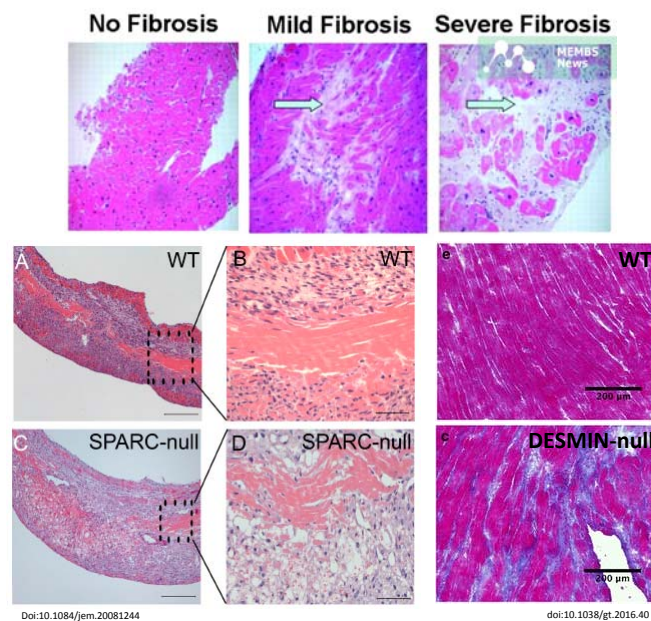 No Fibrosis
Mild Fibrosis
Severe Fibrosis
MEMBS
News
A
WT
B
WT
e
WT
200 µm
C
SPARC-null
D
SPARC-null
c
DESMIN-null
200 µm
Doi:10.1084/jem.20081244
doi:10.1038/gt.2016.40